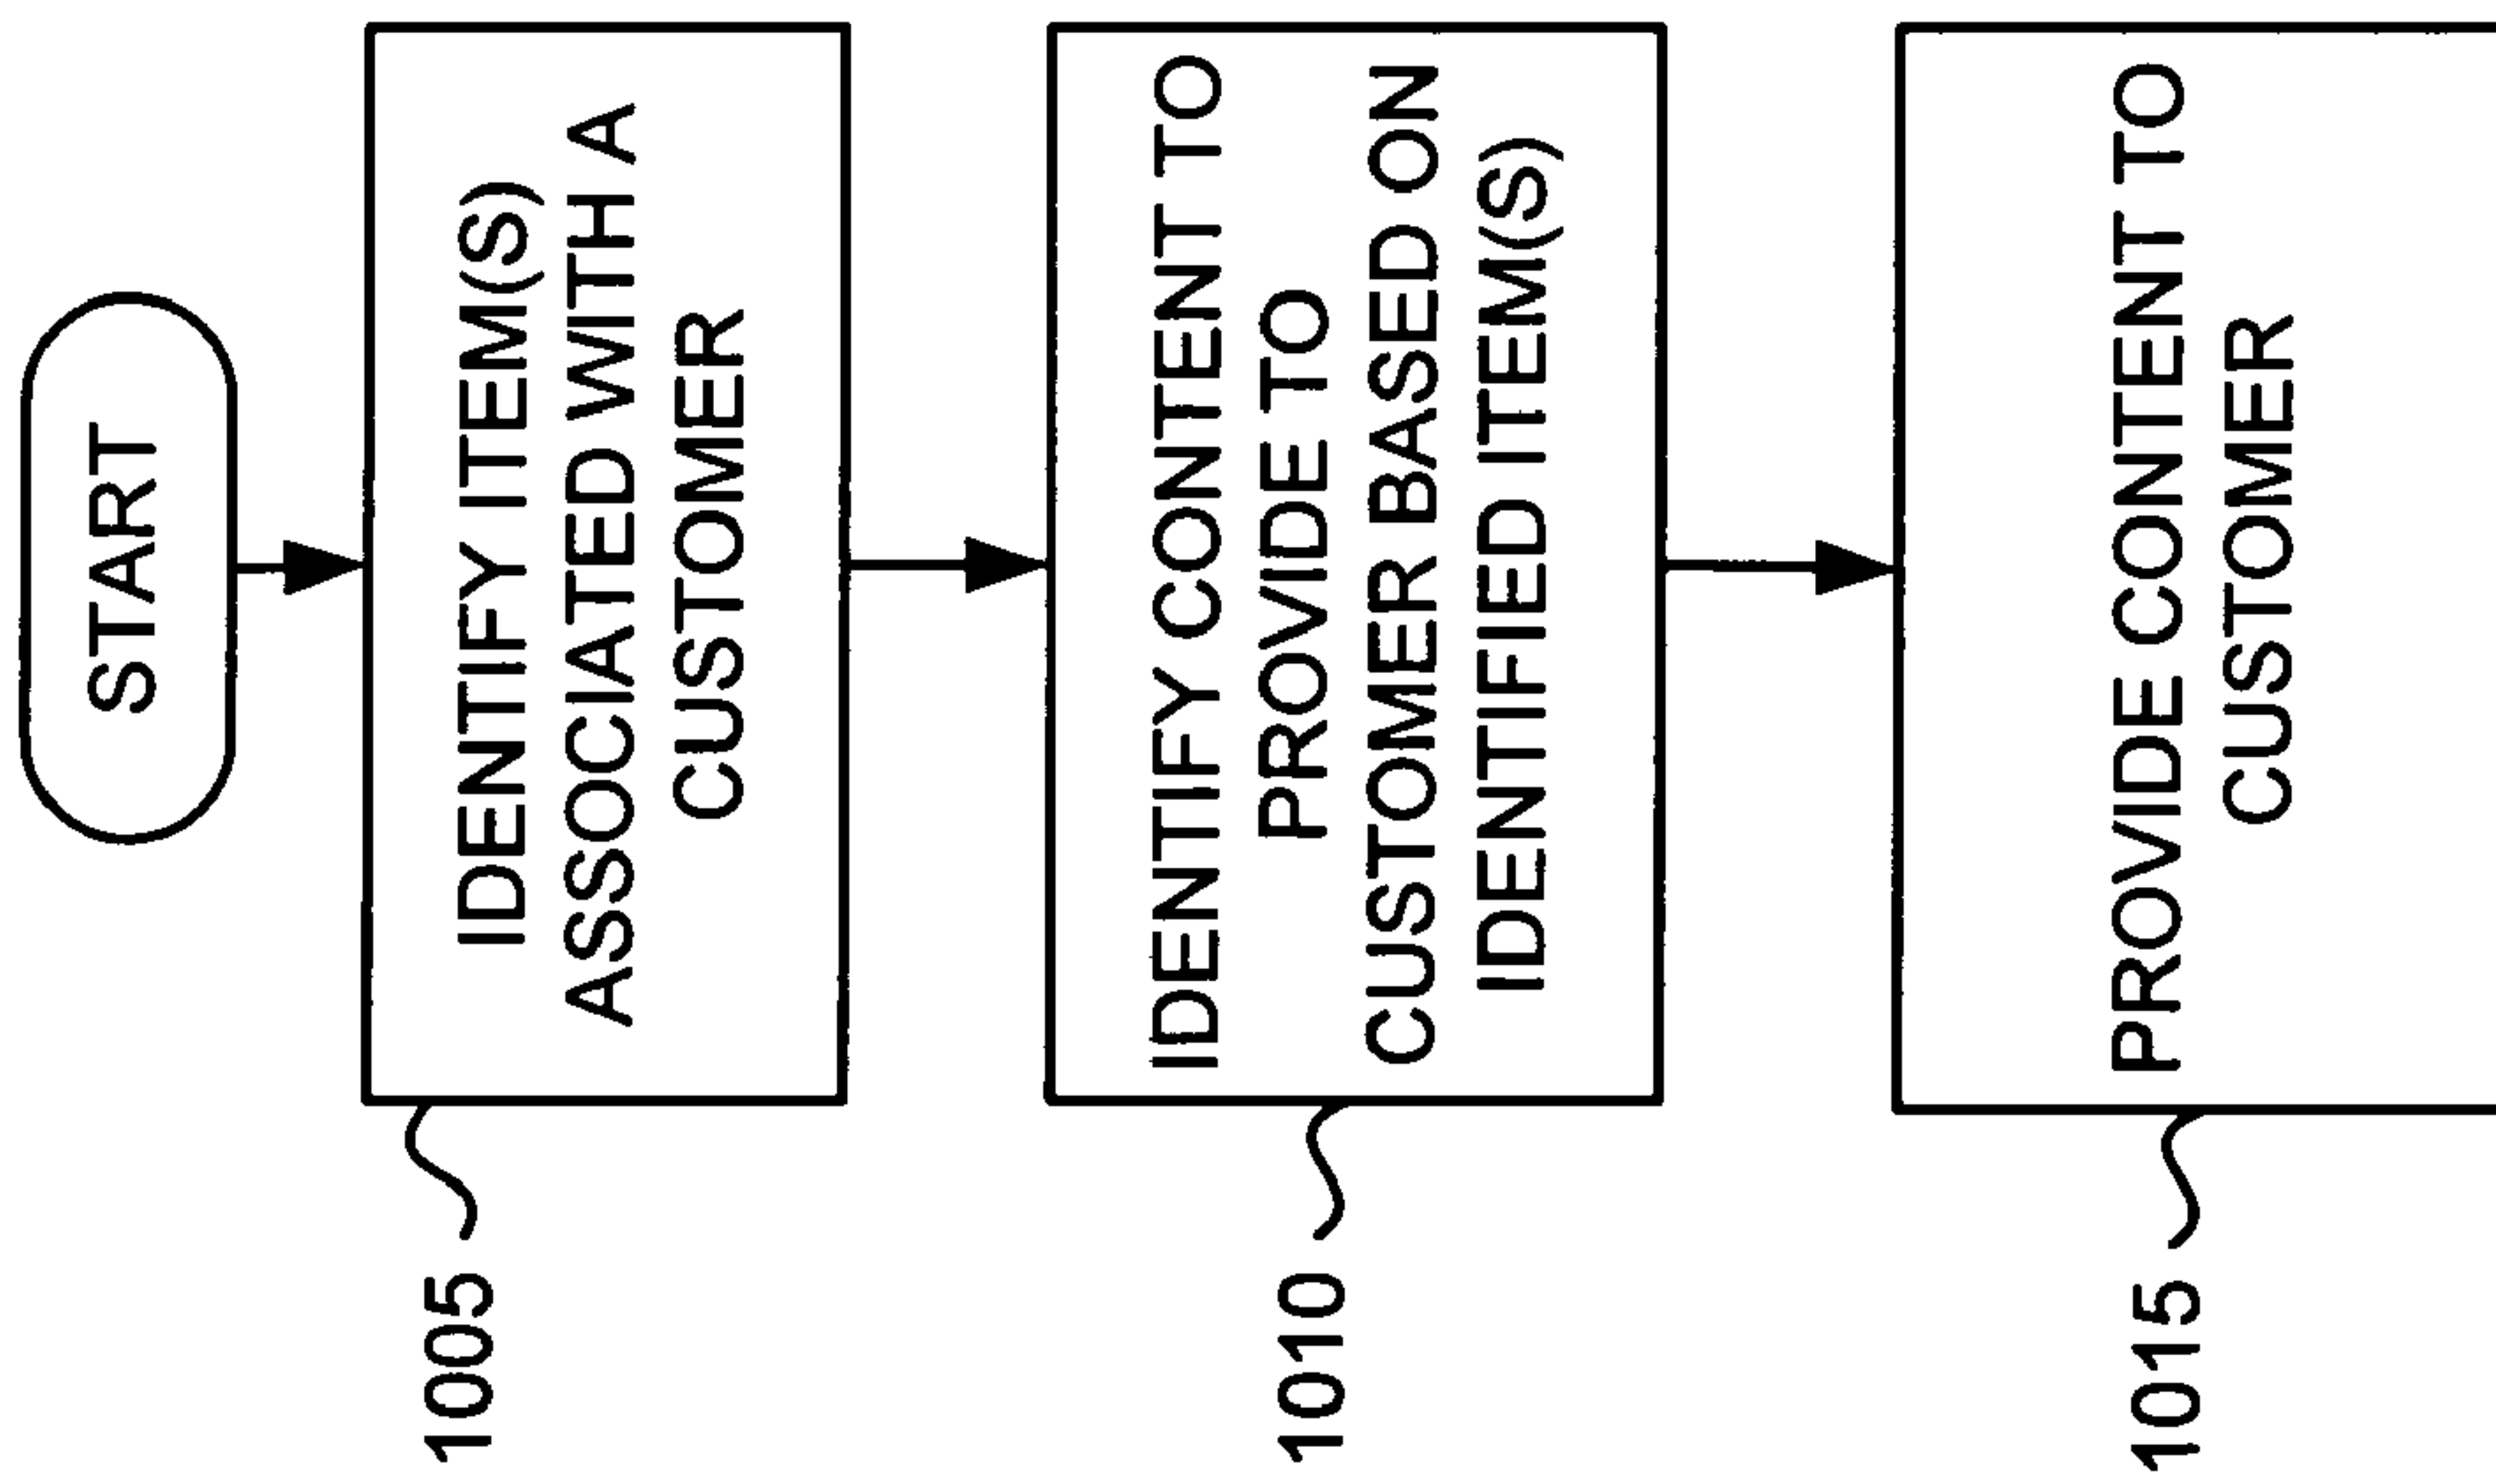 START
1005
IDENTIFY ITEM(S)
ASSOCIATED WITH A
CUSTOMER
1010
IDENTIFY CONTENT TO
PROVIDE TO
CUSTOMER BASED ON
IDENTIFIED ITEM(S)
1015
PROVIDE CONTENT TO
CUSTOMER